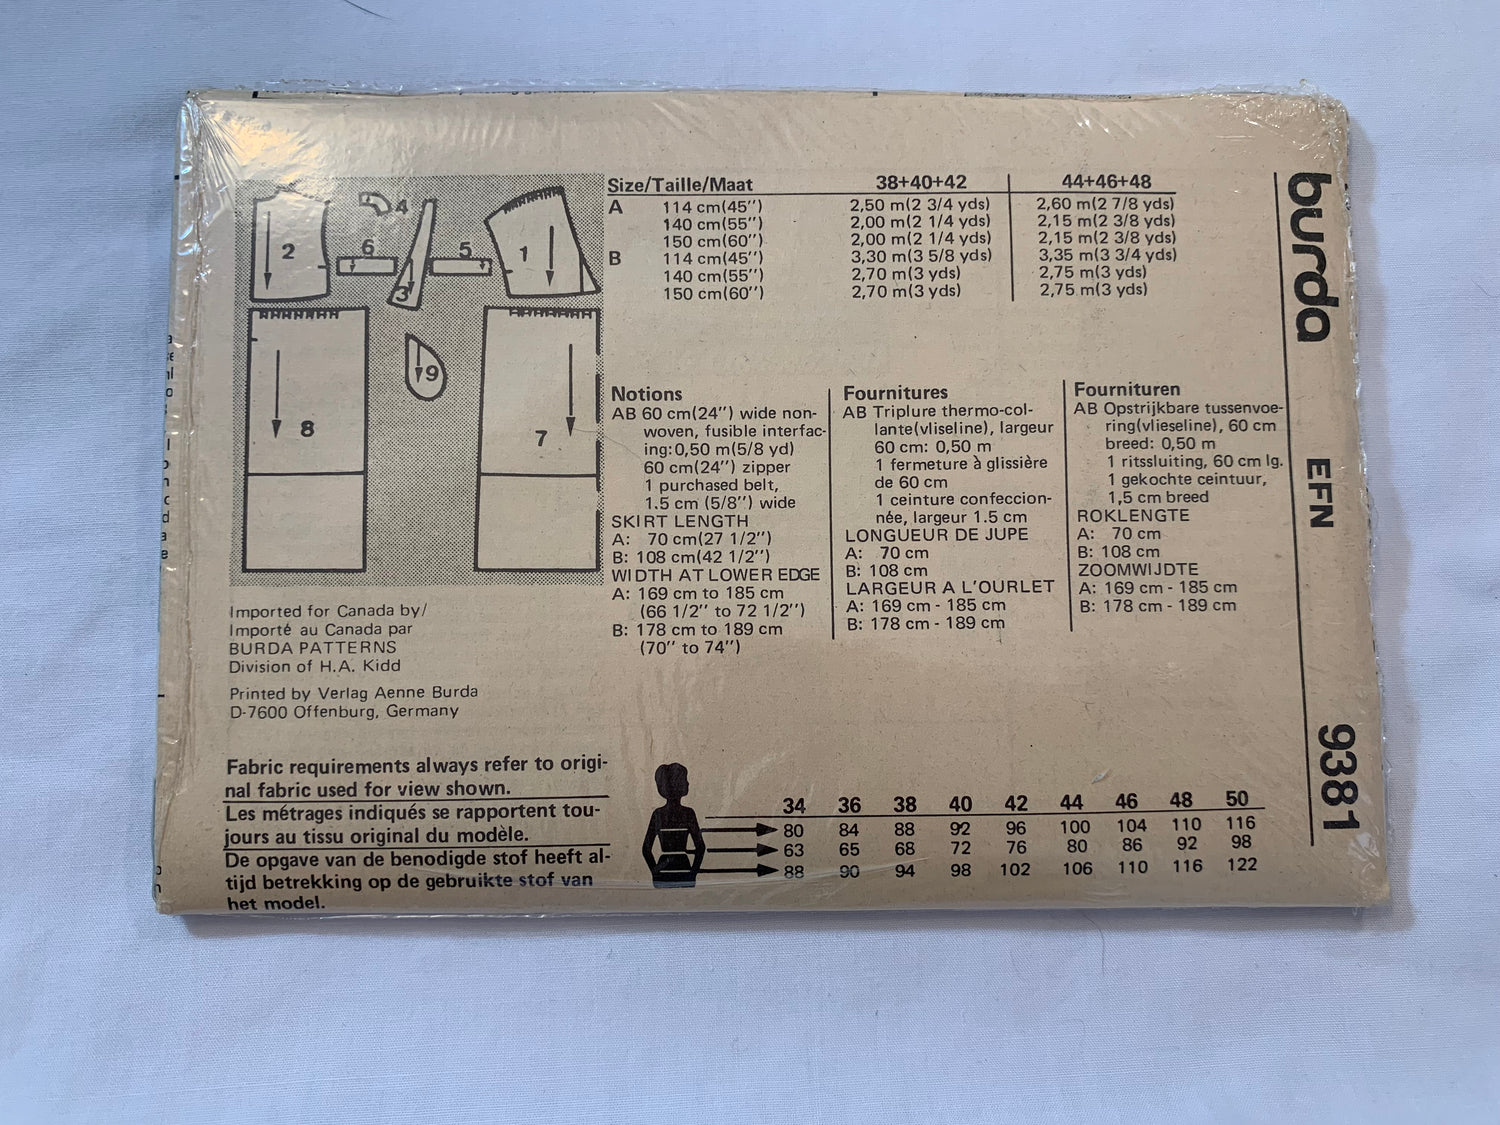 2
4
6
5
3
1
8
9
7
Size/Taille/Maat 38+40+42 44+46+48
A 114 cm(45'') 2,50 m(2 3/4 yds) 2,60 m(2 7/8 yds)
140 cm(55'') 2,00 m(2 1/4 yds) 2,15 m(2 3/8 yds)
150 cm(60'') 2,00 m(2 1/4 yds) 2,15 m(2 3/8 yds)
B 114 cm(45'') 3,30 m(3 5/8 yds) 3,35 m(3 3/4 yds)
140 cm(55'') 2,70 m(3 yds) 2,75 m(3 yds)
150 cm(60'') 2,70 m(3 yds) 2,75 m(3 yds)
Notions
AB 60 cm(24'') wide non-
woven, fusible interfac-
ing:0,50 m(5/8 yd)
60 cm(24'') zipper
1 purchased belt,
1.5 cm (5/8'') wide
SKIRT LENGTH
A: 70 cm(27 1/2'')
B: 108 cm(42 1/2'')
WIDTH AT LOWER EDGE
A: 169 cm to 185 cm
(66 1/2'' to 72 1/2'')
B: 178 cm to 189 cm
(70'' to 74'')
Fournitures
AB Triplure thermo-col-
lante(vliseline), largeur
60 cm: 0,50 m
1 fermeture à glissière
de 60 cm
1 ceinture confection-
née, largeur 1.5 cm
LONGUEUR DE JUPE
A: 70 cm
B: 108 cm
LARGEUR A L'OURLET
A: 169 cm - 185 cm
B: 178 cm - 189 cm
Fournituren
AB Opstrijkbare tussenvoe-
ring(vlieseline), 60 cm
breed: 0,50 m
1 ritssluiting, 60 cm lg.
1 gekochte ceintuur,
1,5 cm breed
ROKLENGTE
A: 70 cm
B: 108 cm
ZOOMWIJDTE
A: 169 cm - 185 cm
B: 178 cm - 189 cm
Imported for Canada by/
Importé au Canada par
BURDA PATTERNS
Division of H.A. Kidd
Printed by Verlag Aenne Burda
D-7600 Offenburg, Germany
Fabric requirements always refer to origi-
nal fabric used for view shown.
Les métrages indiqués se rapportent tou-
jours au tissu original du modèle.
De opgave van de benodigde stof heeft al-
tijd betrekking op de gebruikte stof van
het model.
34 36 38 40 42 44 46 48 50
80 84 88 92 96 100 104 110 116
63 65 68 72 76 80 86 92 98
88 90 94 98 102 106 110 116 122
burda
EFN
9381